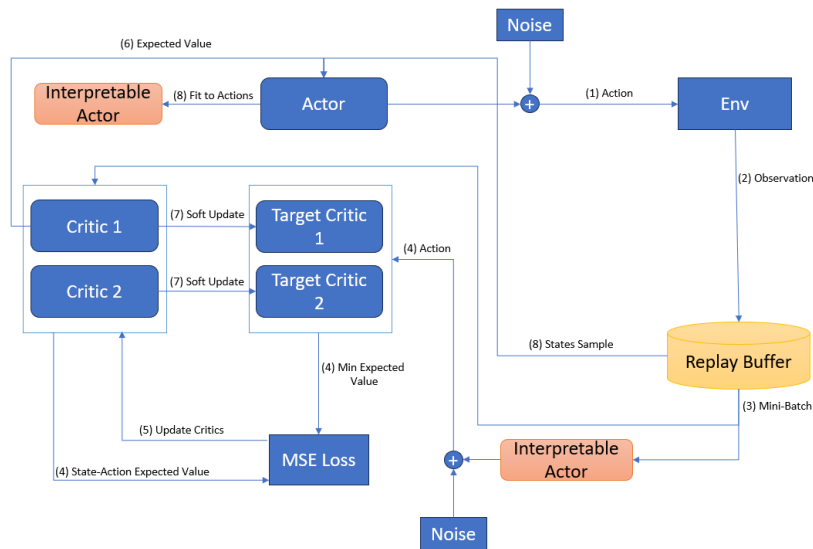 Noise
(6) Expected Value
Interpretable
Actor
(8) Fit to Actions
Actor
+
(1) Action
Env
(2) Observation
Critic 1
(7) Soft Update
Target Critic
1
(4) Action
Critic 2
(7) Soft Update
Target Critic
2
(8) States Sample
Replay Buffer
(4) Min Expected
Value
(3) Mini-Batch
(5) Update Critics
MSE Loss
(4) State-Action Expected Value
+
Interpretable
Actor
Noise